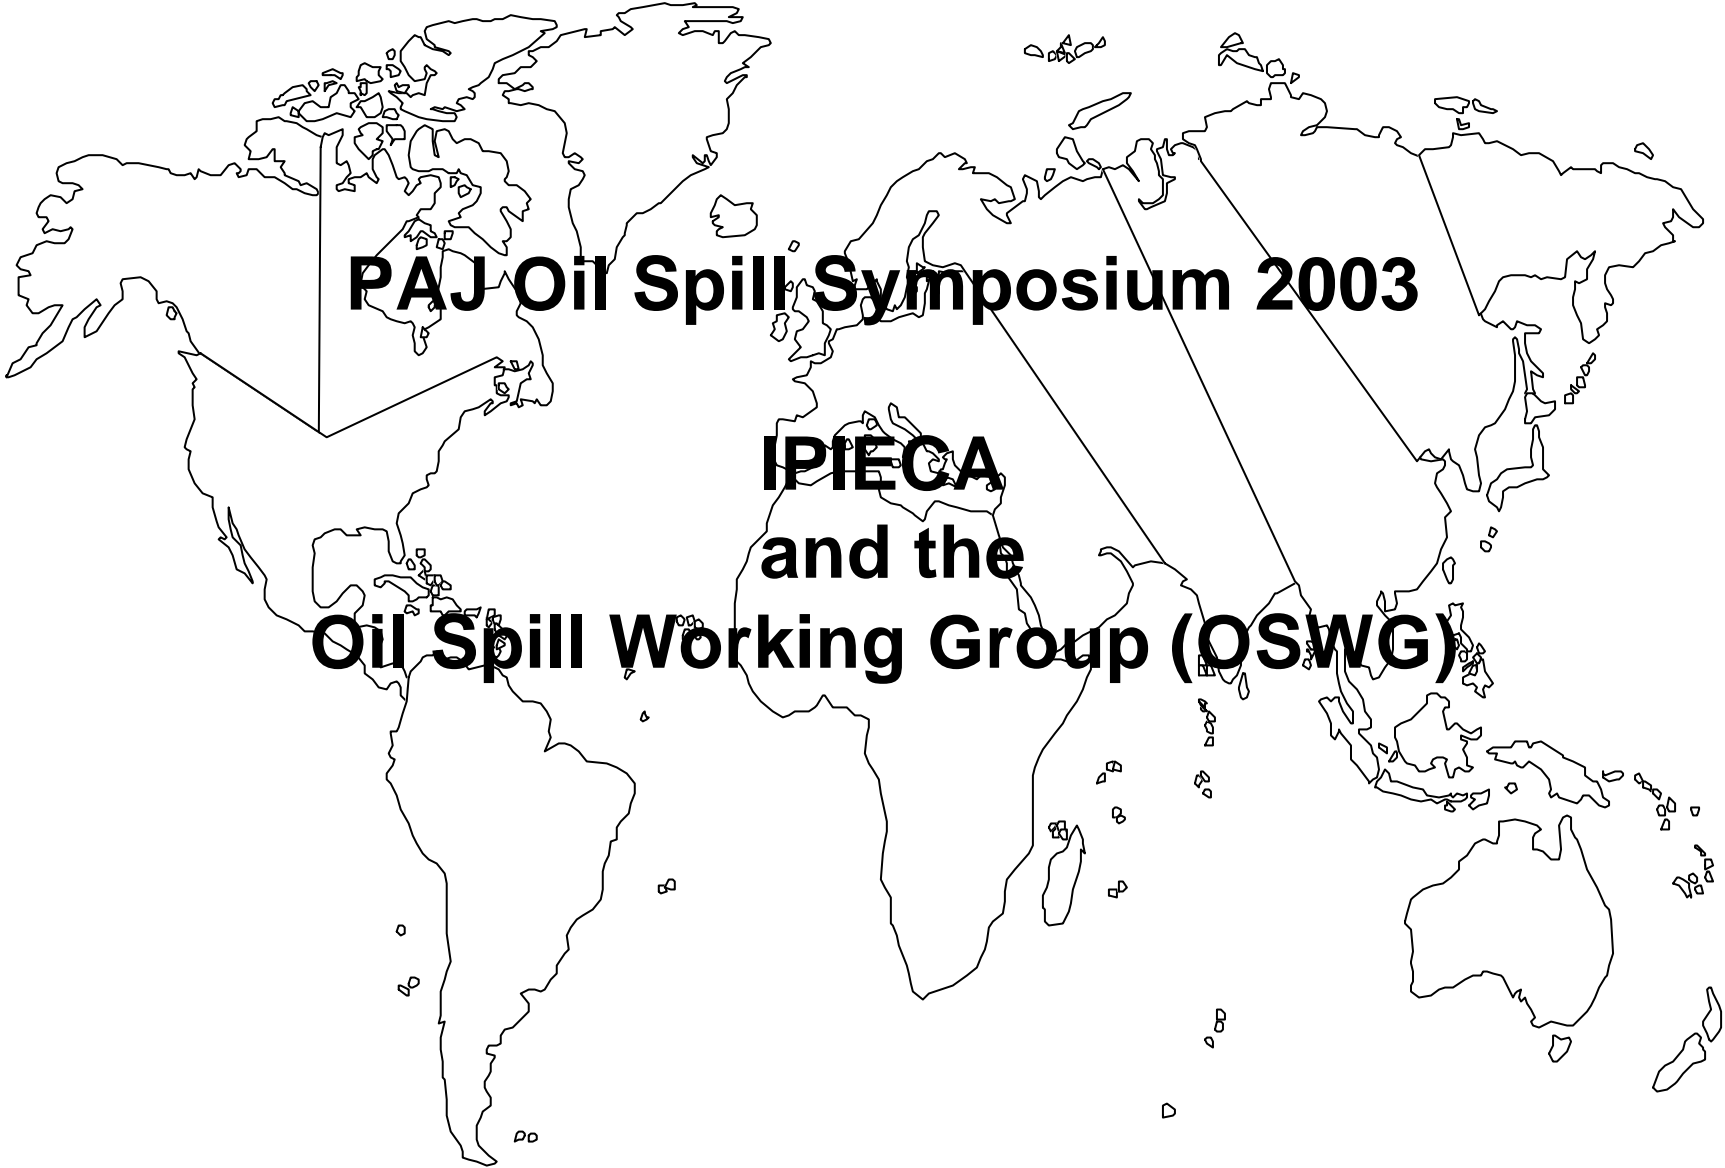 PAJ Oil Spill Symposium 2003
IPIECA
and the
Oil Spill Working Group (OSWG)